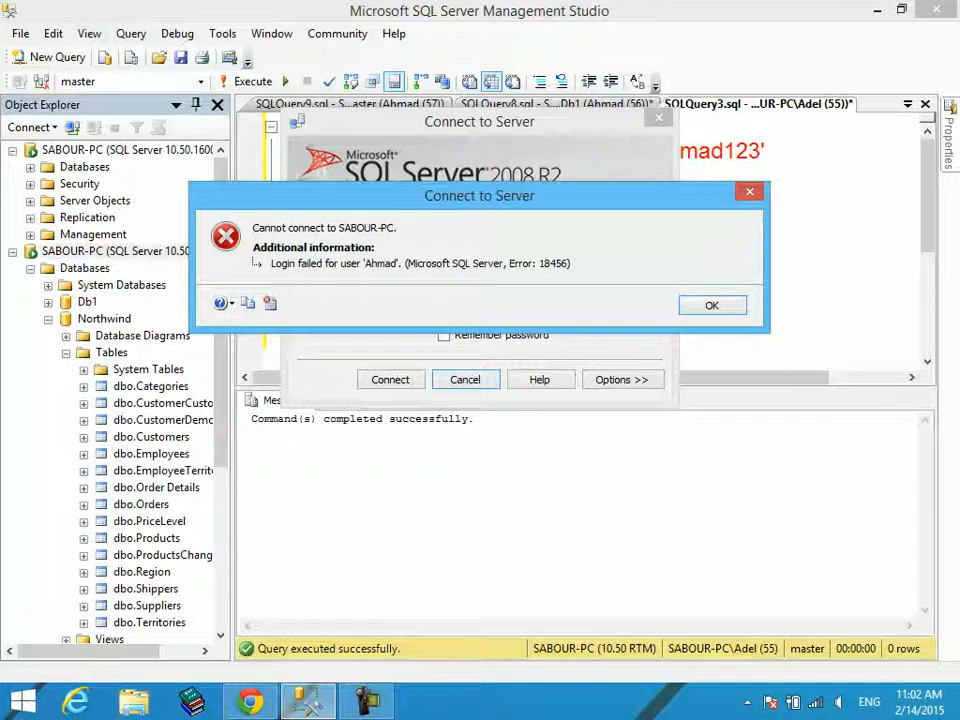 Microsoft SQL Server Management Studio
File Edit View Query Debug Tools Window Community Help
New Query
master
Execute
Object Explorer
SQLQuery9.sql - S...aster (Ahmad (57))
SQLQuery8.sql - S...Db1 (Ahmad (56))*
SQLQuery3.sql -...UR-PC\Adel (55))*
Connect
SABOUR-PC (SQL Server 10.50.1600
Databases
Security
Server Objects
Replication
Management
SABOUR-PC (SQL Server 10.50
Databases
System Databases
Db1
Northwind
Database Diagrams
Tables
System Tables
dbo.Categories
dbo.CustomerCusto
dbo.CustomerDemo
dbo.Customers
dbo.Employees
dbo.EmployeeTerrit
dbo.Order Details
dbo.Orders
dbo.PriceLevel
dbo.Products
dbo.ProductsChang
dbo.Region
dbo.Shippers
dbo.Suppliers
dbo.Territories
Views
Connect to Server
Microsoft
SQL Server 2008 R2
mad123'
Properties
Connect to Server
Cannot connect to SABOUR-PC.
Additional information:
Login failed for user 'Ahmad'. (Microsoft SQL Server, Error: 18456)
OK
Remember password
Connect Cancel Help Options >>
Mes
Command(s) completed successfully.
Query executed successfully.
SABOUR-PC (10.50 RTM) SABOUR-PC\Adel (55) master 00:00:00 0 rows
ENG
11:02 AM
2/14/2015